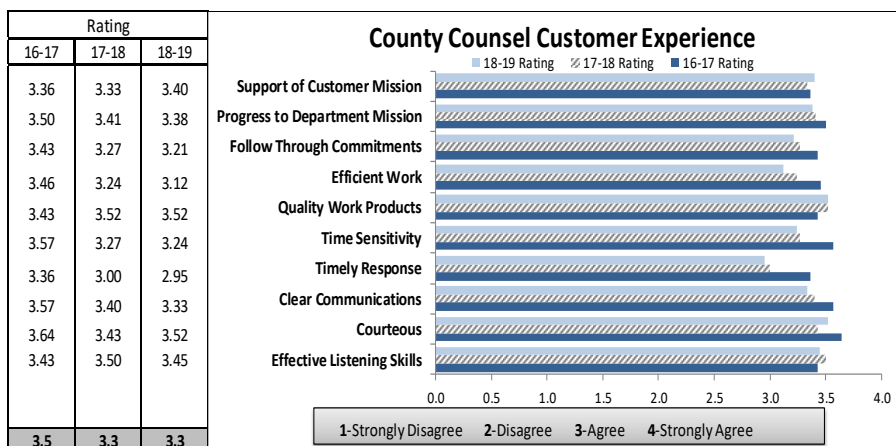 Rating
16-17 17-18 18-19
3.36 3.33 3.40
3.50 3.41 3.38
3.43 3.27 3.21
3.46 3.24 3.12
3.43 3.52 3.52
3.57 3.27 3.24
3.36 3.00 2.95
3.57 3.40 3.33
3.64 3.43 3.52
3.43 3.50 3.45
3.5 3.3 3.3
County Counsel Customer Experience
18-19 Rating 17-18 Rating 16-17 Rating
Support of Customer Mission
Progress to Department Mission
Follow Through Commitments
Efficient Work
Quality Work Products
Time Sensitivity
Timely Response
Clear Communications
Courteous
Effective Listening Skills
0.0 0.5 1.0 1.5 2.0 2.5 3.0 3.5 4.0
1-Strongly Disagree 2-Disagree 3-Agree 4-Strongly Agree